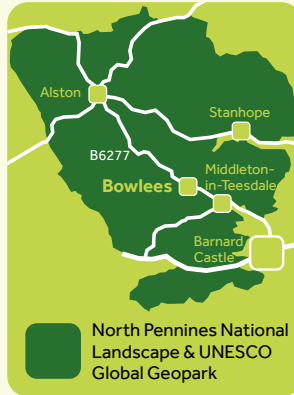 Alston
Stanhope
B6277
Middleton-
in-Teesdale
Bowlees
Barnard
Castle
North Pennines National
Landscape & UNESCO
Global Geopark